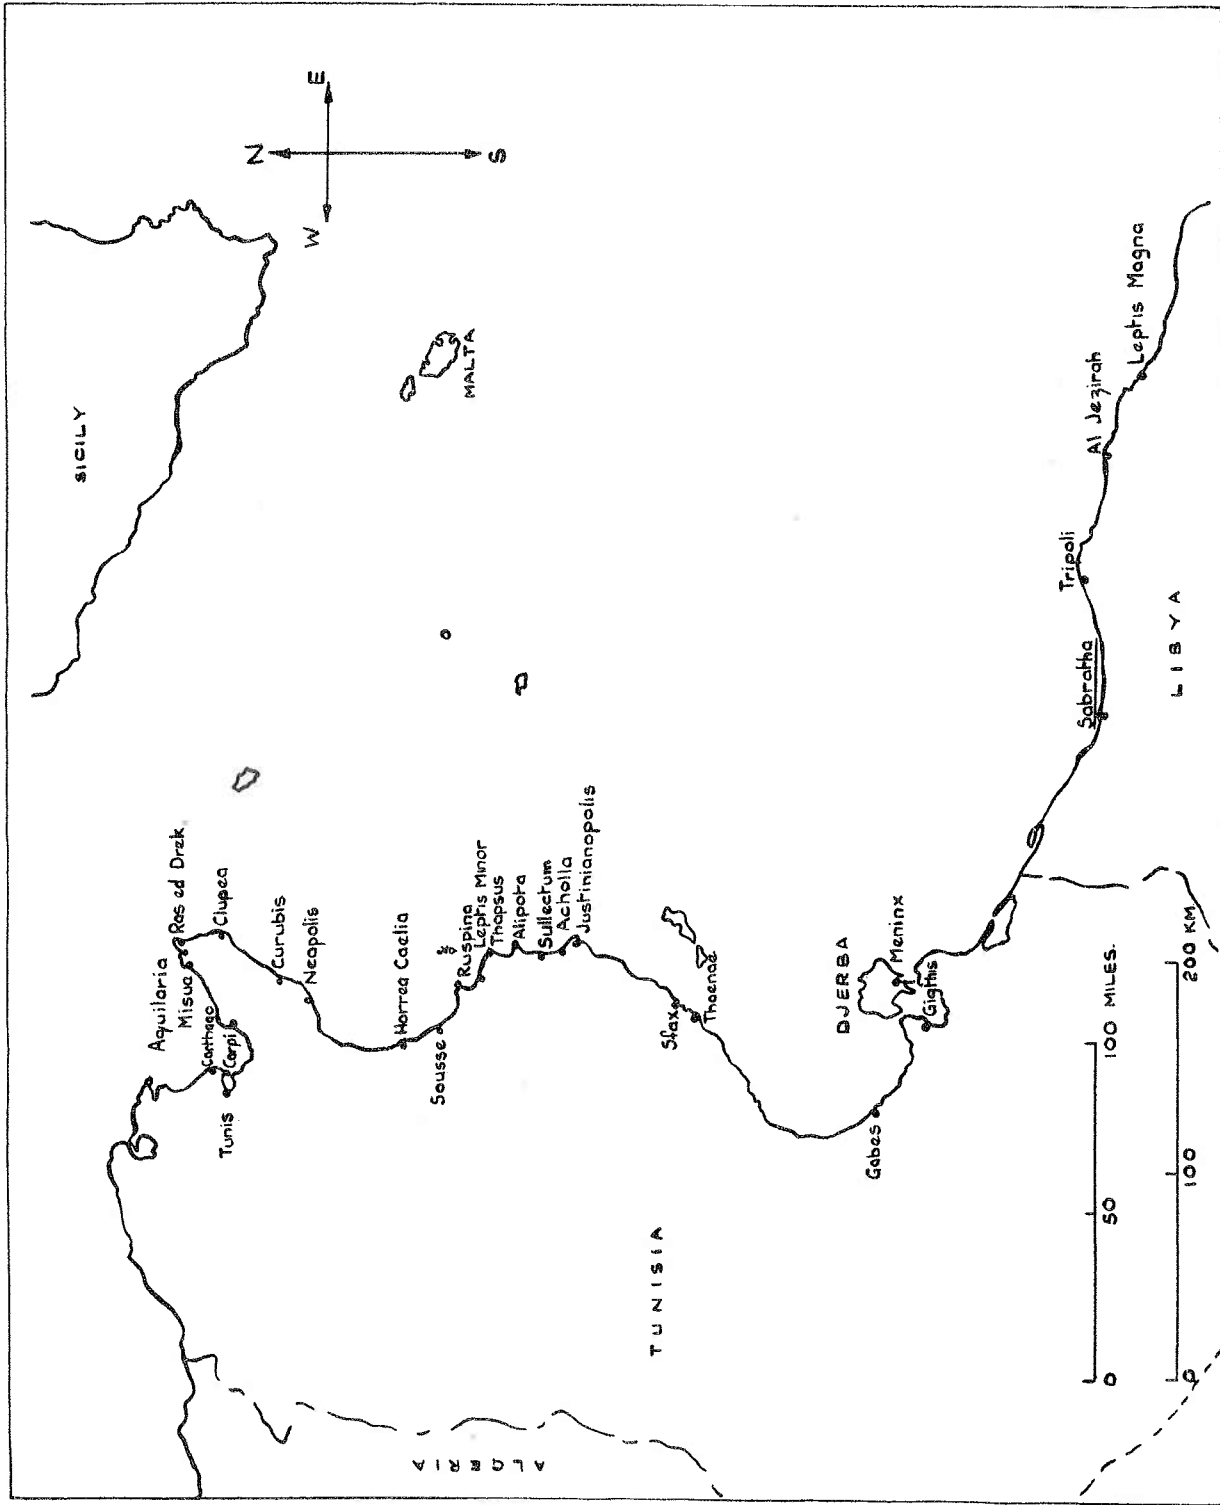 N
W
E
S
SICILY
MALTA
Aquilaria
Misua
Ras ed Drek
Carthago
Carpi
Tunis
Clupea
Curubis
Neapolis
Horrea Caelia
Sousse
Ruspina
Leptis Minor
Thapsus
Alipota
Sullectum
Acholla
Justinianopolis
Sfax
Thaenae
DJERBA
Meninx
Gigthis
Gabes
Sabratha
Tripoli
Al Jezirah
Leptis Magna
TUNISIA
LIBYA
ALGERIA
0 50 100 MILES.
0 100 200 KM.